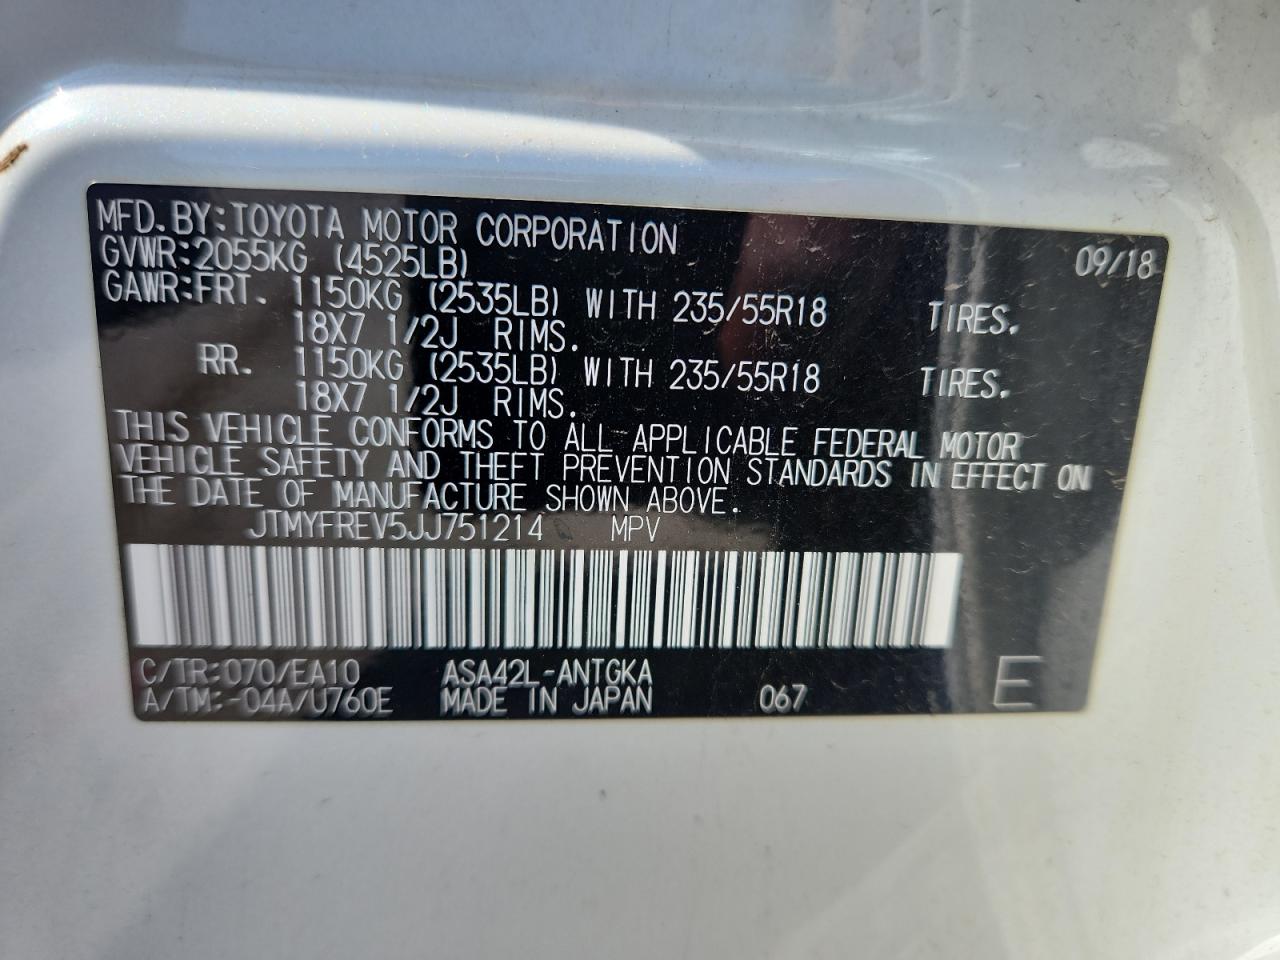 MFD.BY:TOYOTA MOTOR CORPORATION 09/18
GVWR:2055KG (4525LB)
GAWR:FRT. 1150KG (2535LB) WITH 235/55R18 TIRES.
18X7 1/2J RIMS.
RR. 1150KG (2535LB) WITH 235/55R18 TIRES.
18X7 1/2J RIMS.
THIS VEHICLE CONFORMS TO ALL APPLICABLE FEDERAL MOTOR
VEHICLE SAFETY AND THEFT PREVENTION STANDARDS IN EFFECT ON
THE DATE OF MANUFACTURE SHOWN ABOVE.
JTMYFREV5JJ751214 MPV
C/TR:070/EA10 ASA42L-ANTGKA
A/TM:-04A/U760E MADE IN JAPAN 067 E